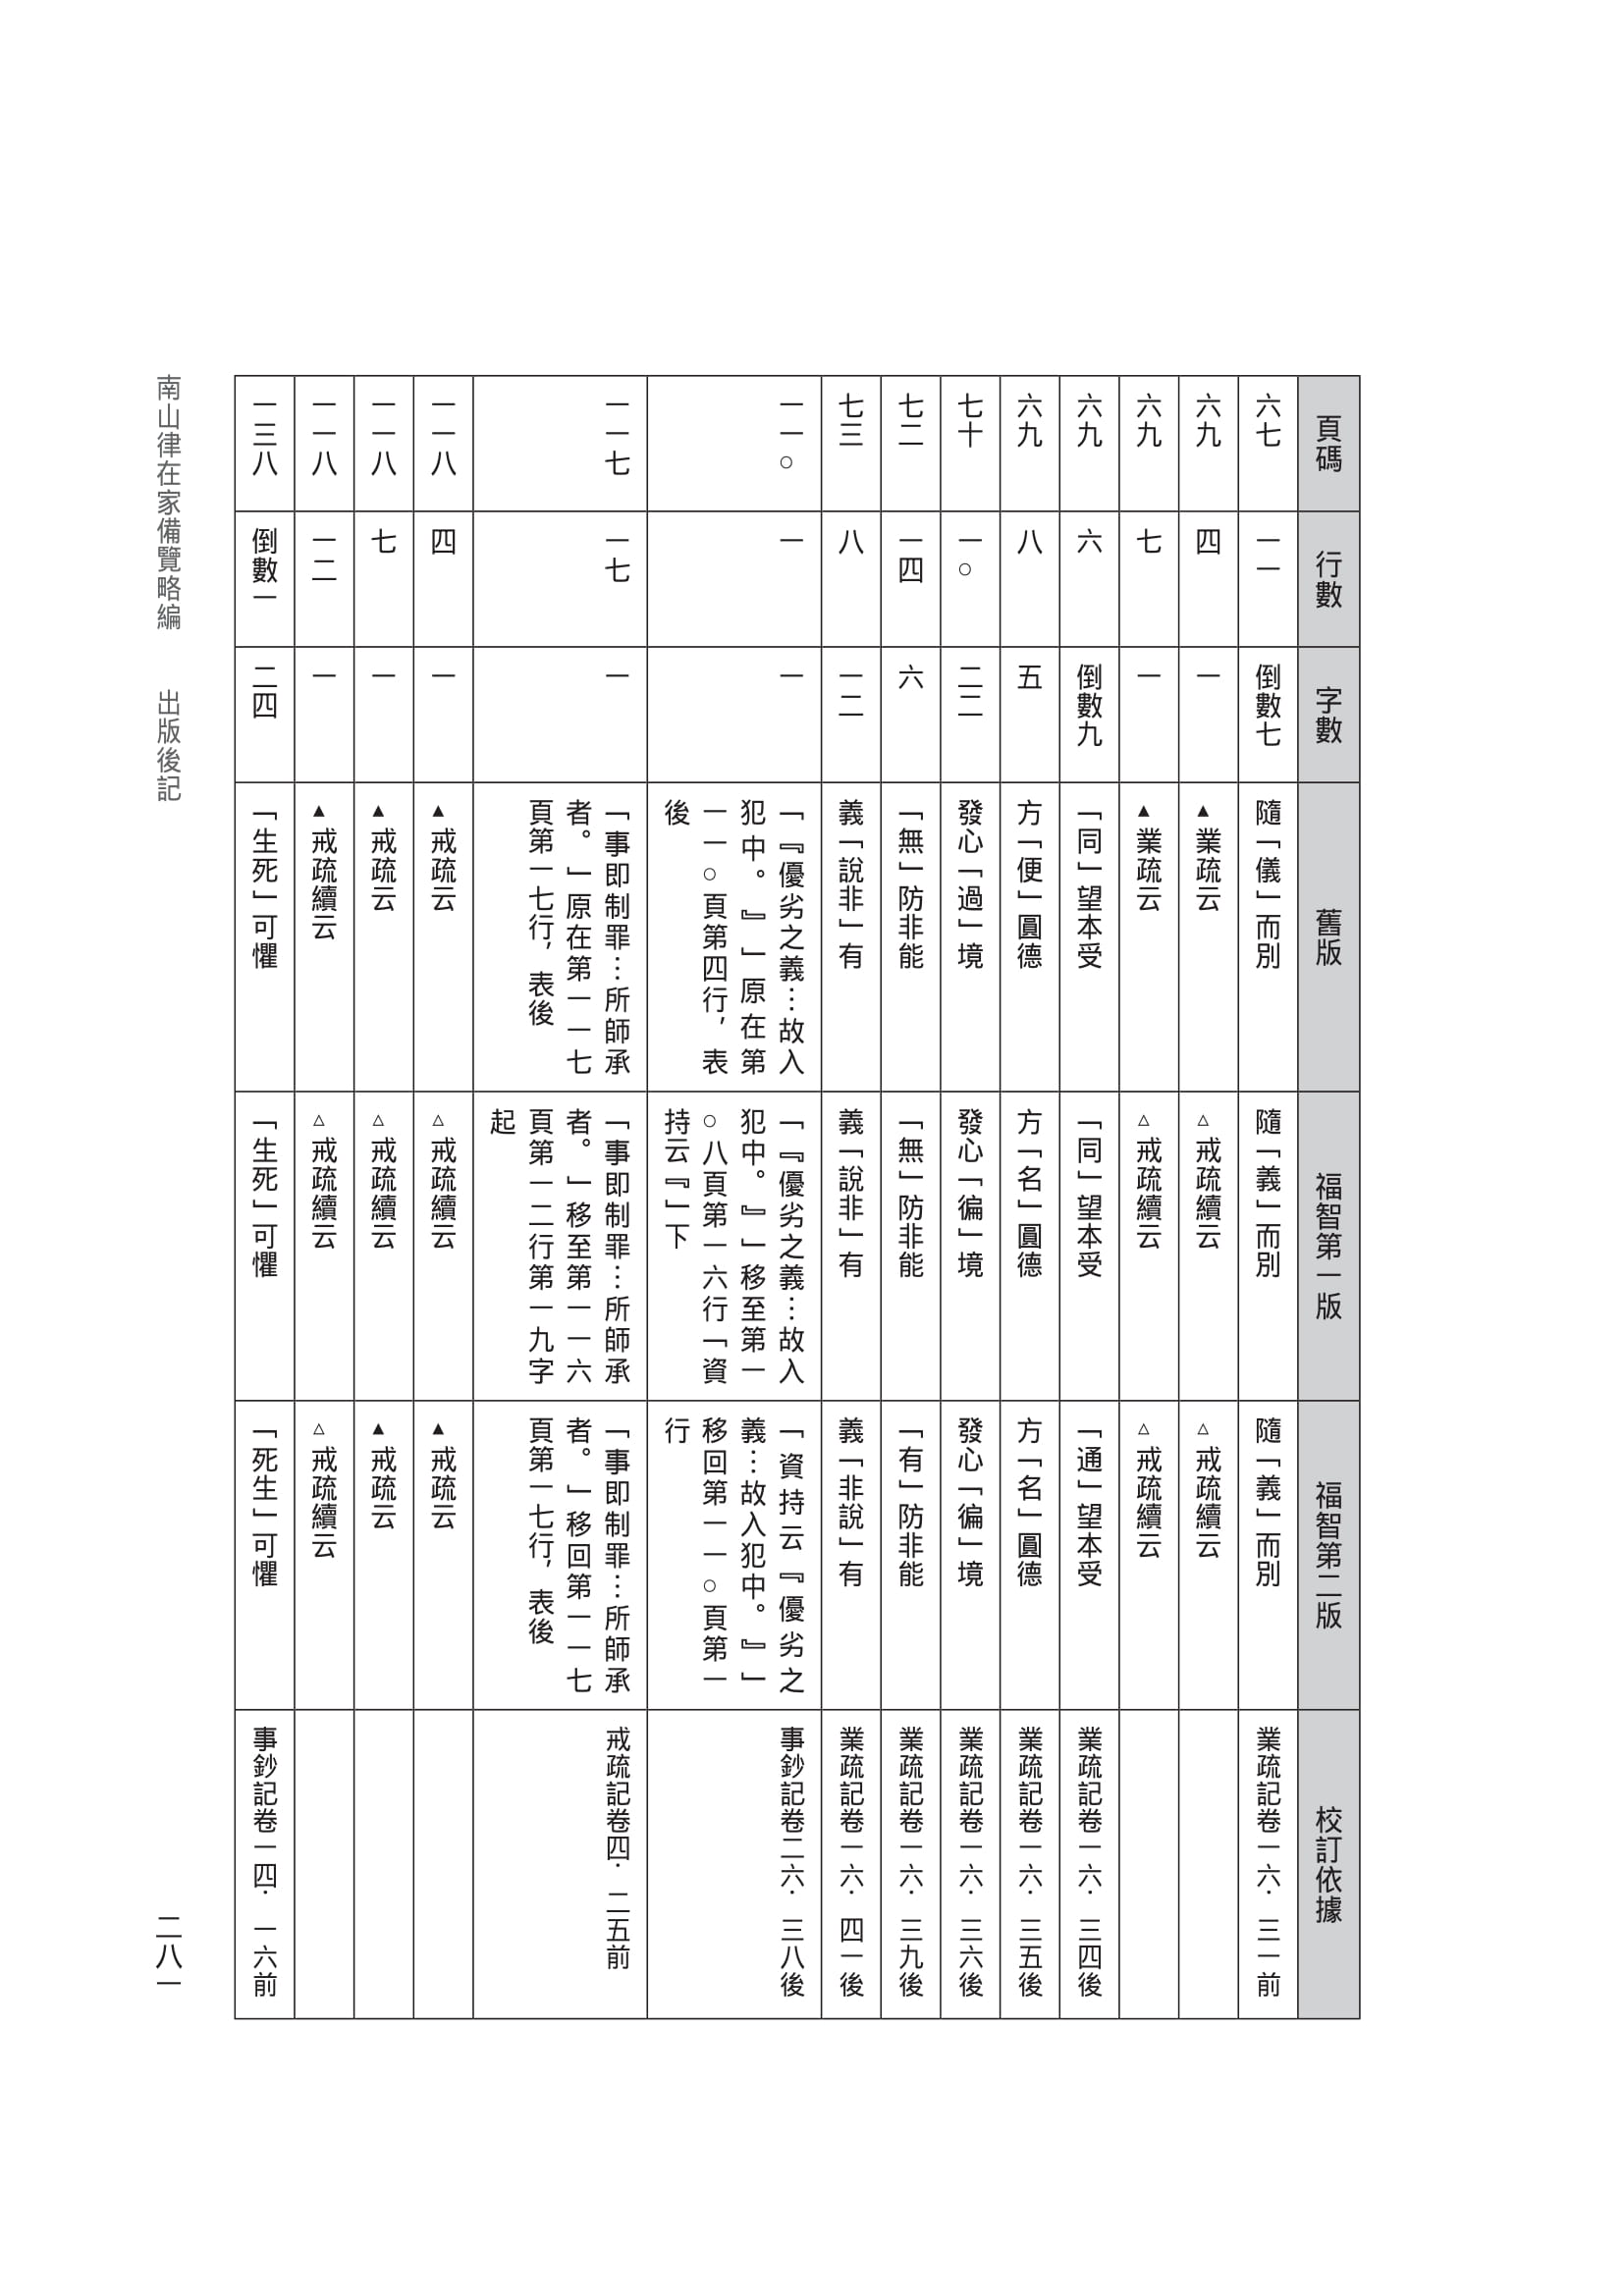 頁碼
行數
字數
舊版
福智第一版
福智第二版
校訂依據
六七
一一
倒數七
隨「儀」而別
隨「義」而別
隨「義」而別
業疏記卷一六．三一前
六九
四
一
▲業疏云
△戒疏續云
△戒疏續云
六九
七
一
▲業疏云
△戒疏續云
△戒疏續云
六九
六
倒數九
「同」望本受
「同」望本受
「通」望本受
業疏記卷一六．三四後
六九
八
五
方「便」圓德
方「名」圓德
方「名」圓德
業疏記卷一六．三五後
七十
一○
二二
發心「過」境
發心「徧」境
發心「徧」境
業疏記卷一六．三六後
七二
一四
六
「無」防非能
「無」防非能
「有」防非能
業疏記卷一六．三九後
七三
八
一二
義「說非」有
義「說非」有
義「非說」有
業疏記卷一六．四一後
一一○
一
一
「『優劣之義…故入
犯中。』」原在第
一一○頁第四行，表
後
「『優劣之義…故入
犯中。』」移至第一
○八頁第一六行「資
持云『」下
「資持云『優劣之
義…故入犯中。』」
移回第一一○頁第一
行
事鈔記卷二六．三八後
一一七
一七
一
「事即制罪…所師承
者。」原在第一一七
頁第一七行，表後
「事即制罪…所師承
者。」移至第一一六
頁第一二行第一九字
起
「事即制罪…所師承
者。」移回第一一七
頁第一七行，表後
戒疏記卷四．二五前
一一八
四
一
▲戒疏云
△戒疏續云
▲戒疏云
一一八
七
一
▲戒疏云
△戒疏續云
▲戒疏云
一一八
一二
一
▲戒疏續云
△戒疏續云
△戒疏續云
一三八
倒數一
二四
「生死」可懼
「生死」可懼
「死生」可懼
事鈔記卷一四．一六前
南山律在家備覽略編　出版後記
二八一